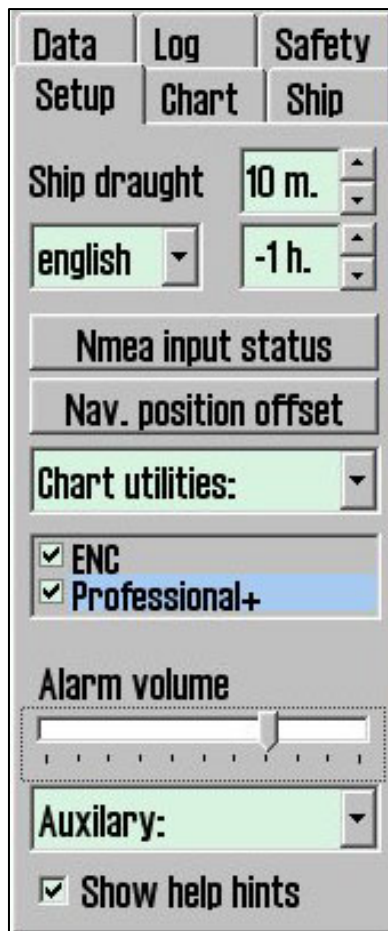 Data Log Safety
Setup Chart Ship
Ship draught 10 m.
english -1 h.
Nmea input status
Nav. position offset
Chart utilities:
ENC
Professional+
Alarm volume
Auxilary:
Show help hints